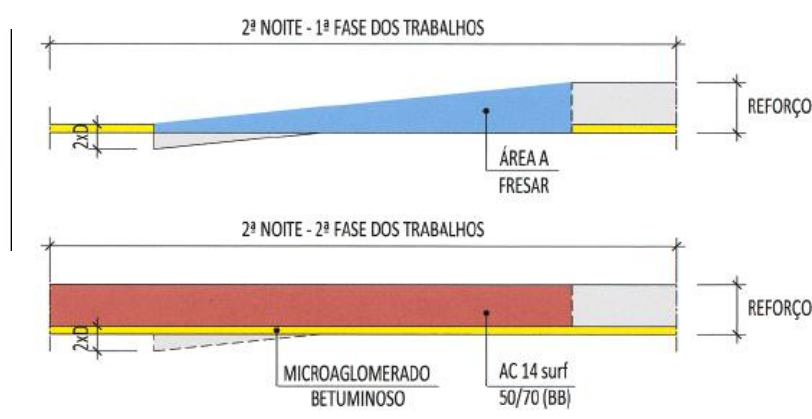 2ª NOITE - 1ª FASE DOS TRABALHOS
2xD
REFORÇO
ÁREA A
FRESAR
2ª NOITE - 2ª FASE DOS TRABALHOS
2xD
REFORÇO
MICROAGLOMERADO
BETUMINOSO
AC 14 surf
50/70 (BB)